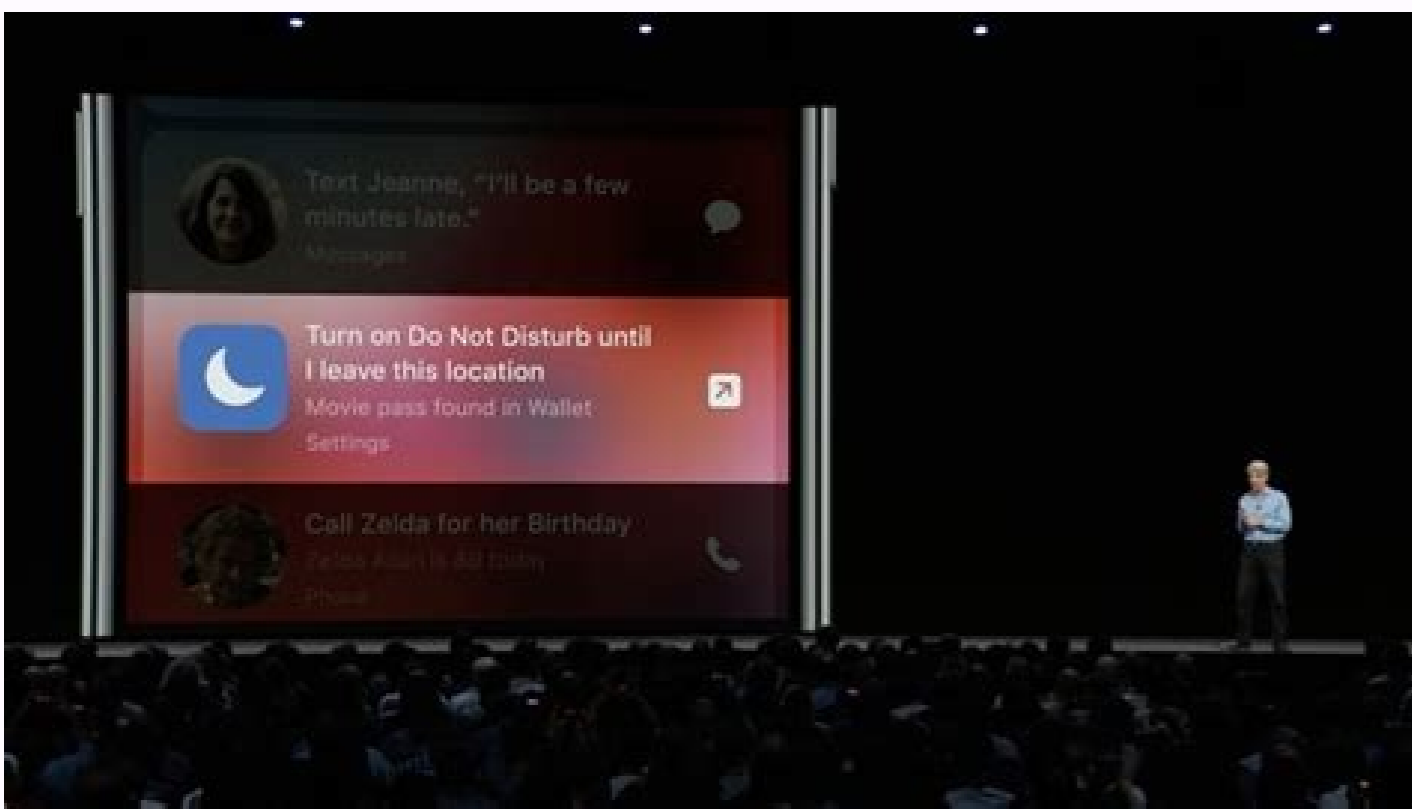 Text Jeanne, "I'll be a few
minutes late."
Messages
Turn on Do Not Disturb until
I leave this location
Movie pass found in Wallet
Settings
Call Zelda for her Birthday
Phone